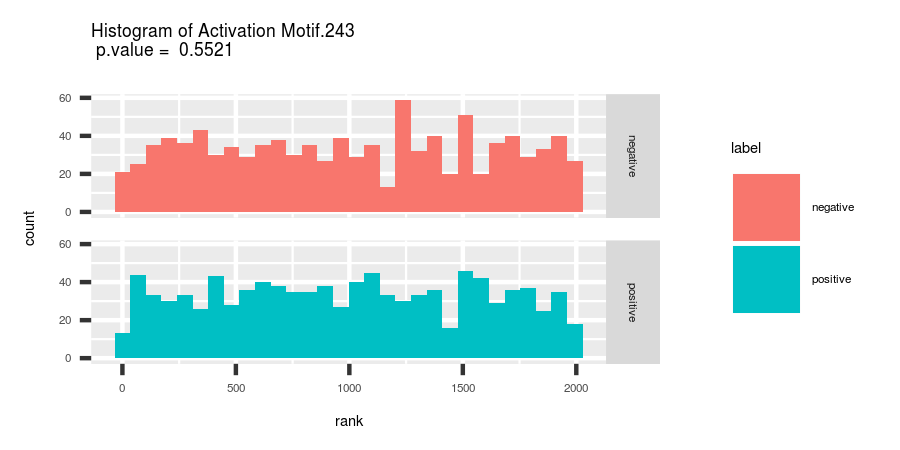 Histogram of Activation Motif.243
p.value =  0.5521
count
60
40
20
0
negative
60
40
20
0
positive
0
500
1000
1500
2000
rank
label
negative
positive